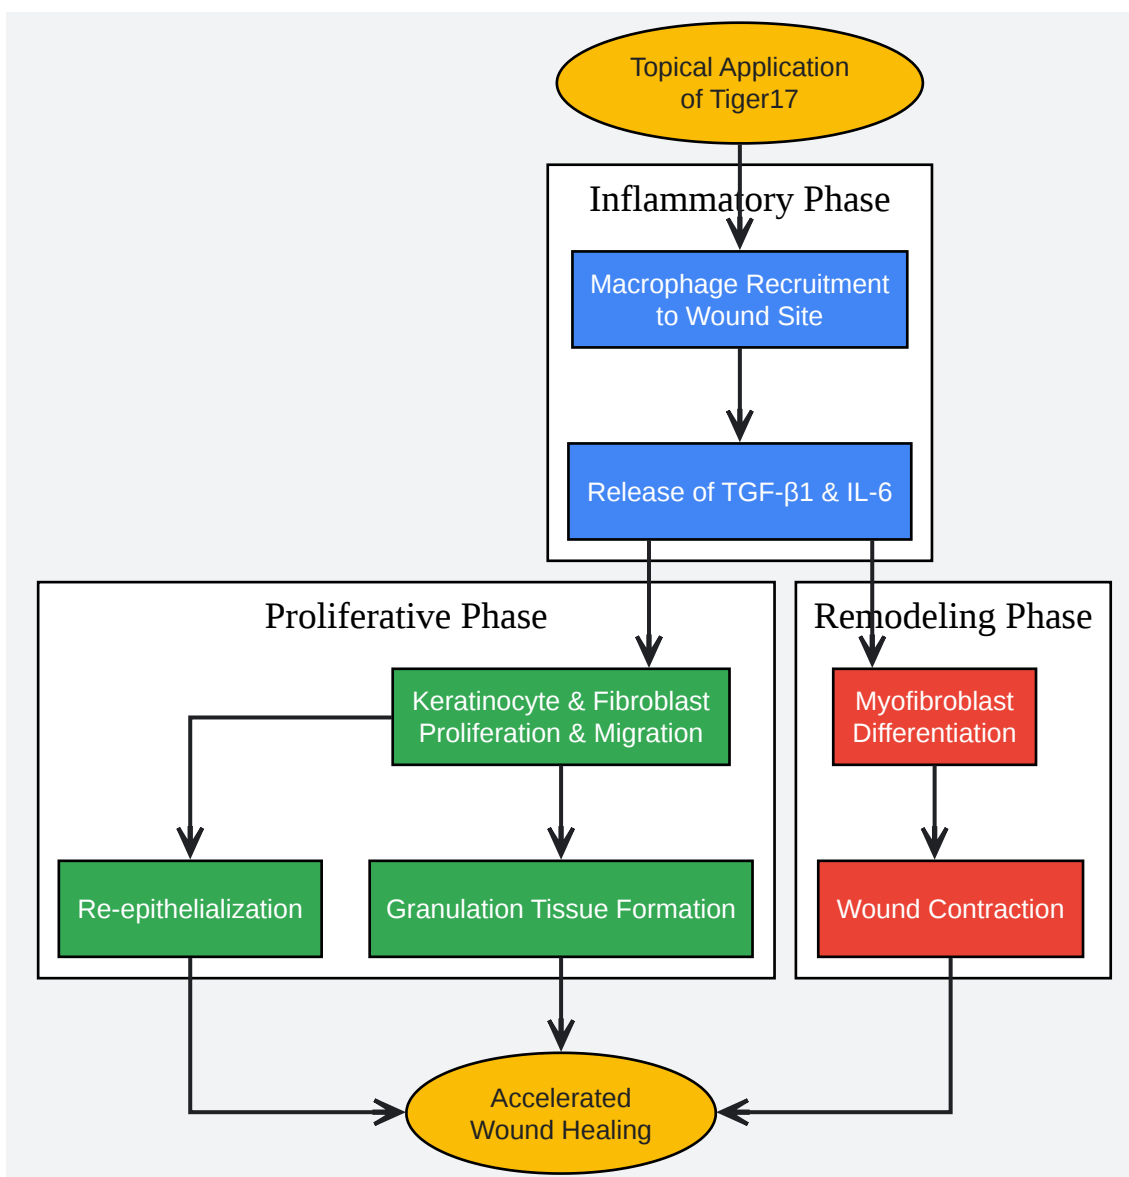 Topical Application
of Tiger17
Inflammatory Phase
Macrophage Recruitment
to Wound Site
Release of TGF-β1 & IL-6
Proliferative Phase
Keratinocyte & Fibroblast
Proliferation & Migration
Re-epithelialization
Granulation Tissue Formation
Remodeling Phase
Myofibroblast
Differentiation
Wound Contraction
Accelerated
Wound Healing